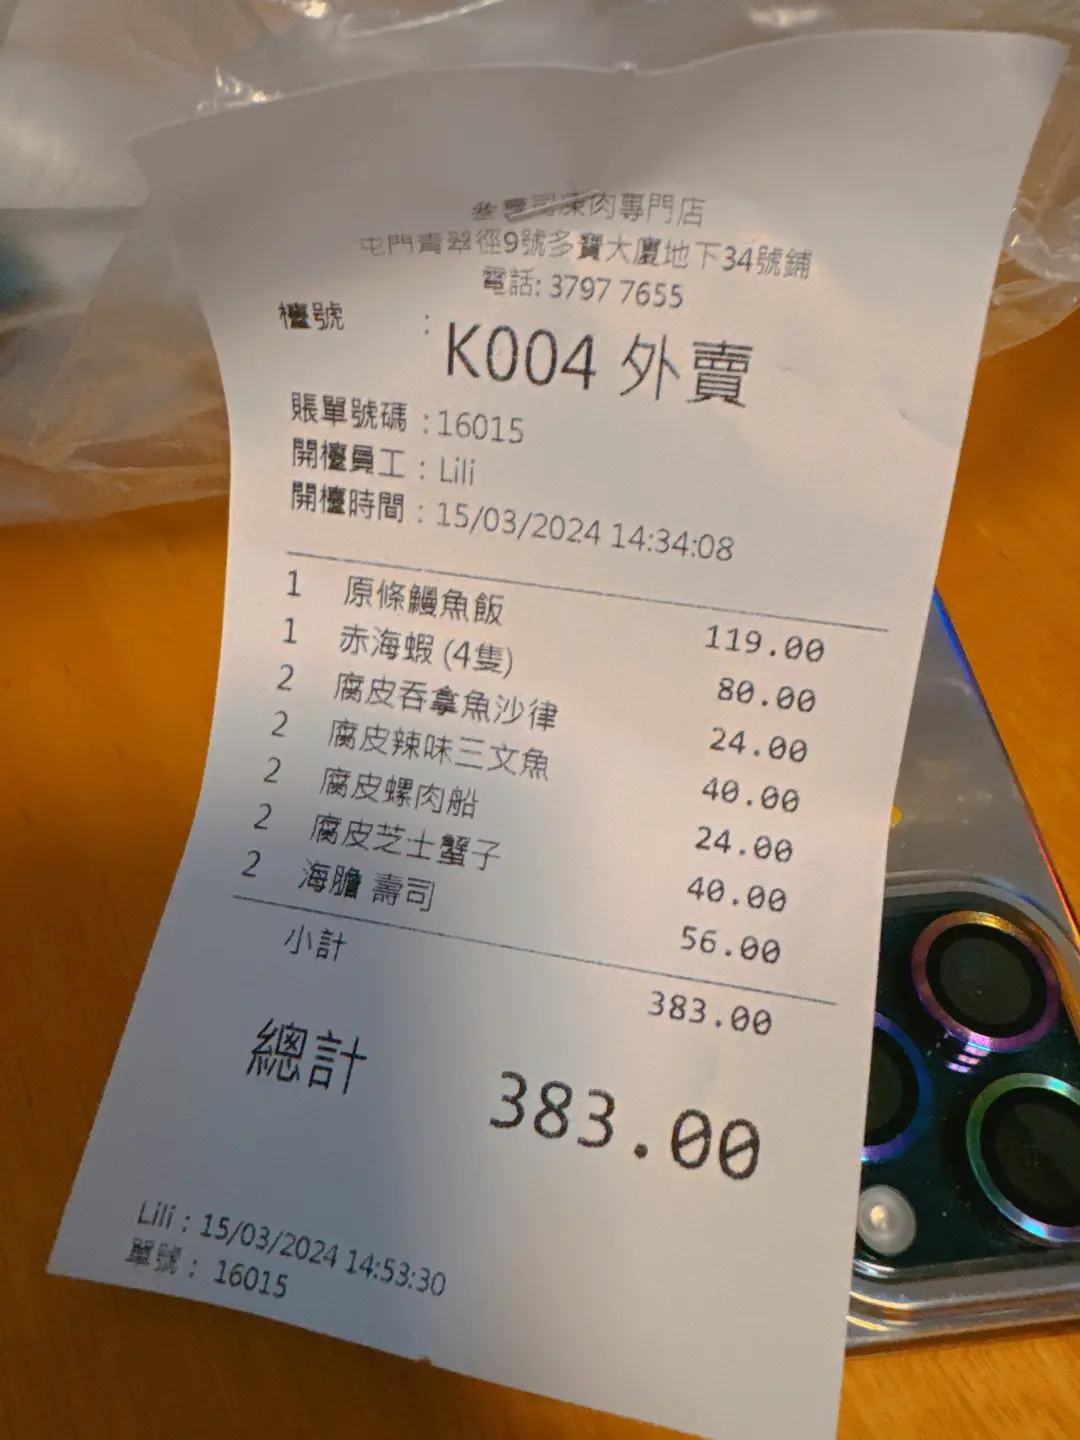 叁壽司凍肉專門店
屯門青翠徑9號多寶大廈地下34號鋪
電話: 3797 7655
檯號 : K004 外賣
賬單號碼 : 16015
開檯員工 : Lili
開檯時間 : 15/03/2024 14:34:08
1 原條鰻魚飯 119.00
1 赤海蝦 (4隻) 80.00
2 腐皮吞拿魚沙律 24.00
2 腐皮辣味三文魚 40.00
2 腐皮螺肉船 24.00
2 腐皮芝士蟹子 40.00
2 海膽 壽司 56.00
小計 383.00
總計 383.00
Lili : 15/03/2024 14:53:30
單號 : 16015